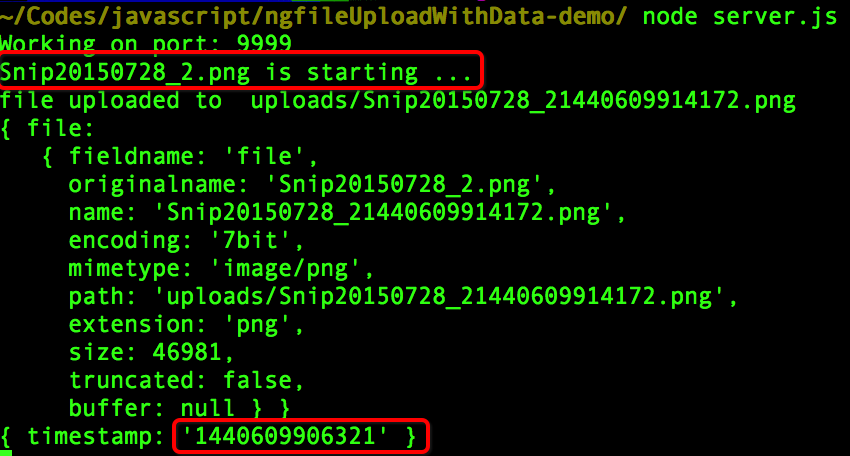 ~/Codes/javascript/ngfileUploadWithData-demo/ node server.js
Working on port: 9999
Snip20150728_2.png is starting ...
file uploaded to  uploads/Snip20150728_21440609914172.png
{ file:
   { fieldname: 'file',
     originalname: 'Snip20150728_2.png',
     name: 'Snip20150728_21440609914172.png',
     encoding: '7bit',
     mimetype: 'image/png',
     path: 'uploads/Snip20150728_21440609914172.png',
     extension: 'png',
     size: 46981,
     truncated: false,
     buffer: null } }
{ timestamp: '1440609906321' }